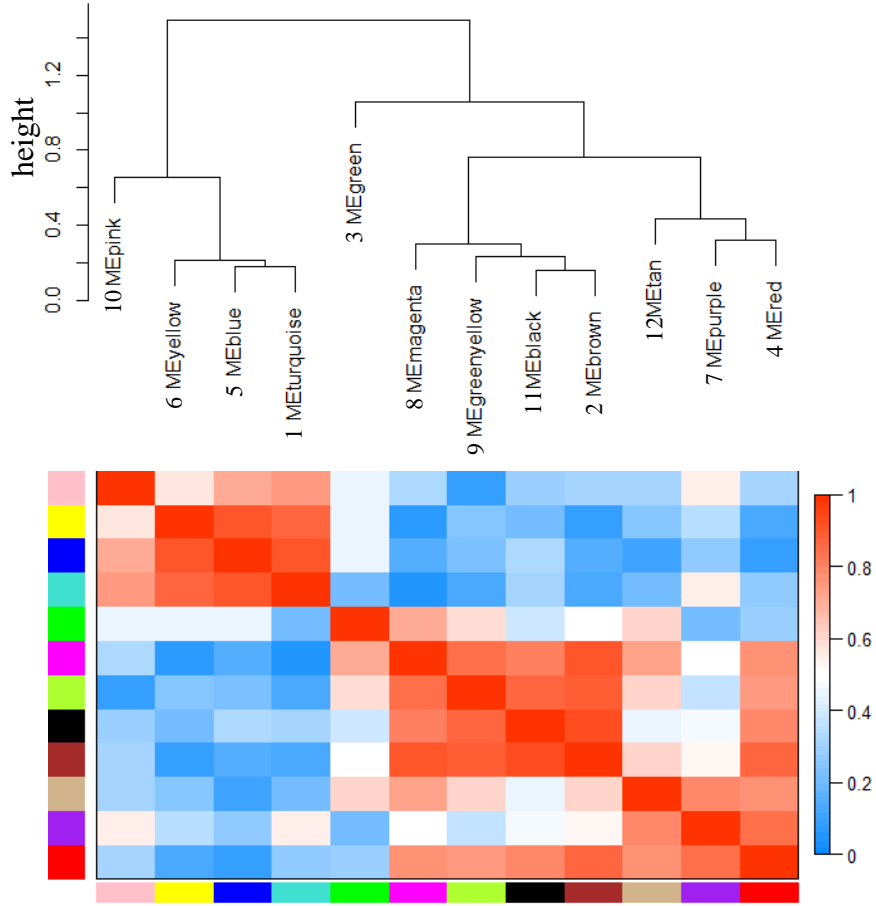 height
0.0
0.4
0.8
1.2
10 MEpink
6 MEyellow
5 MEblue
1 MEturquoise
3 MEgreen
8 MEmagenta
9 MEgreenyellow
11MEblack
2 MEbrown
12MEtan
7 MEpurple
4 MEred
1
0.8
0.6
0.4
0.2
0